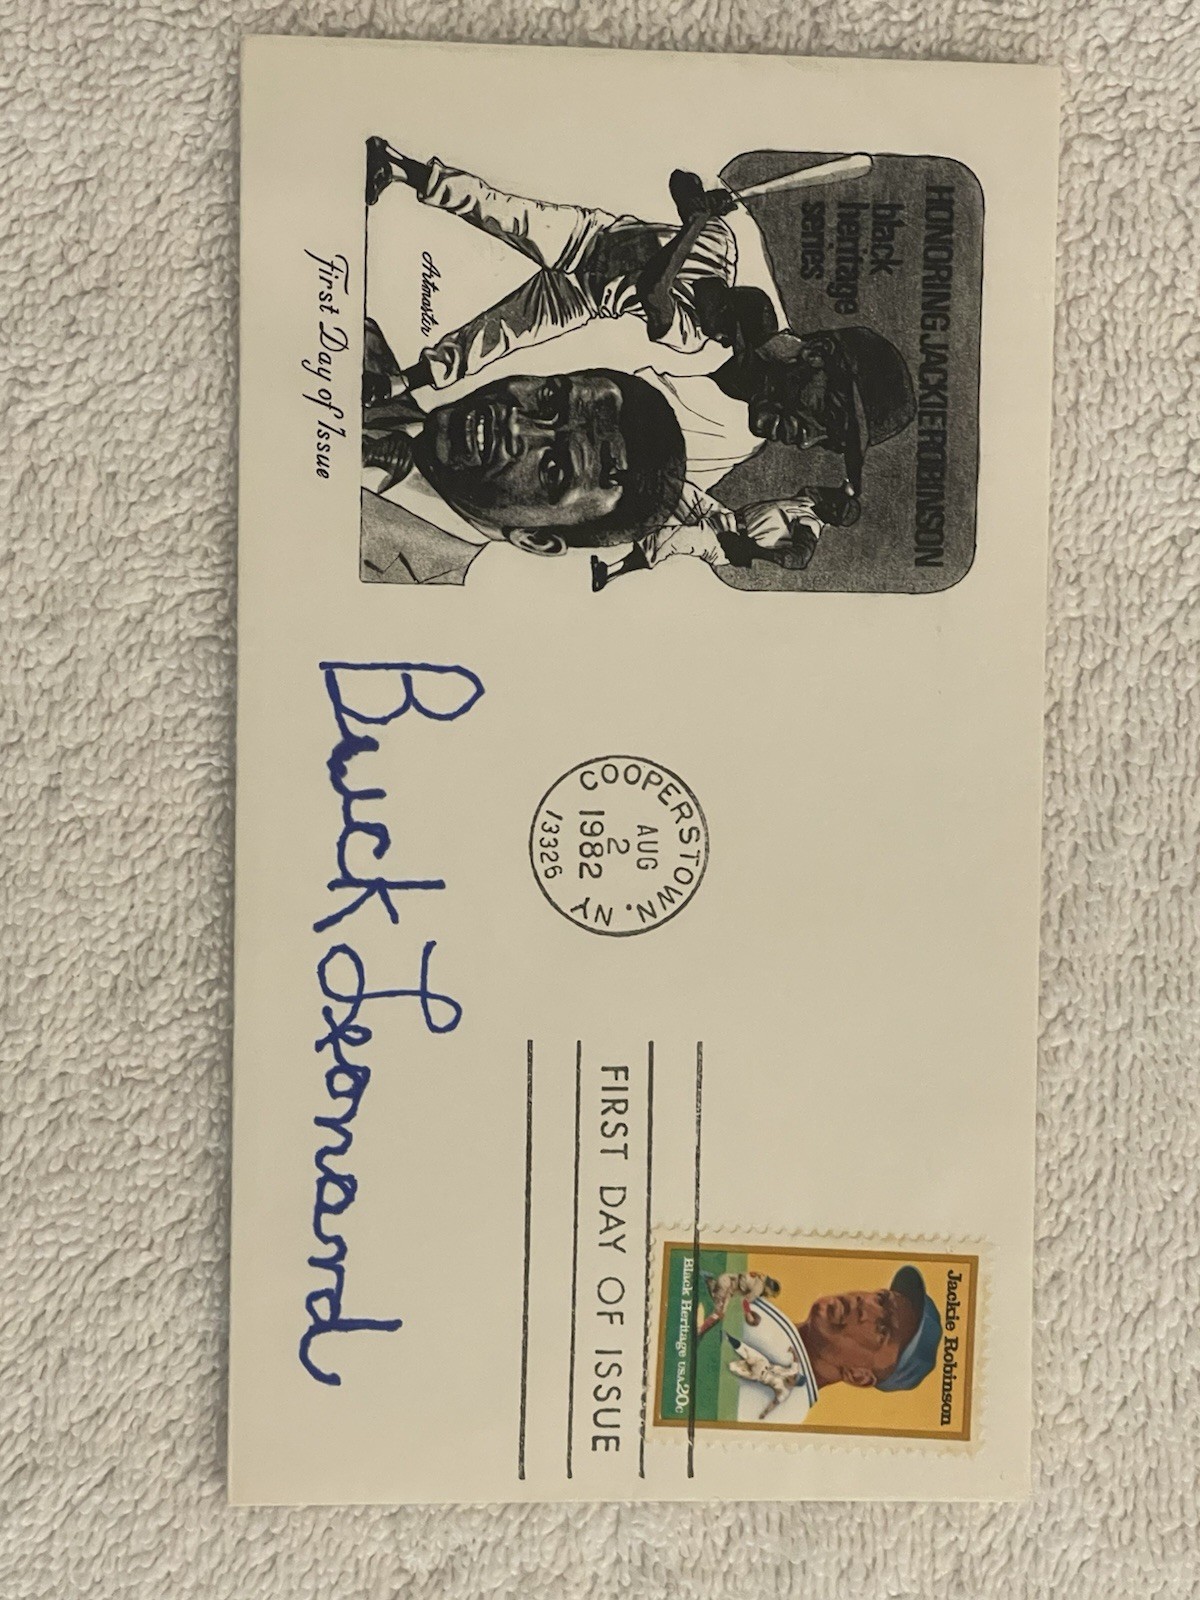 HONORING JACKIE ROBINSON
black
heritage
series
Artmaster
First Day of Issue
Buck Leonard
COOPERSTOWN, NY
AUG
2
1982
13326
FIRST DAY OF ISSUE
Jackie Robinson
Black Heritage USA 20c